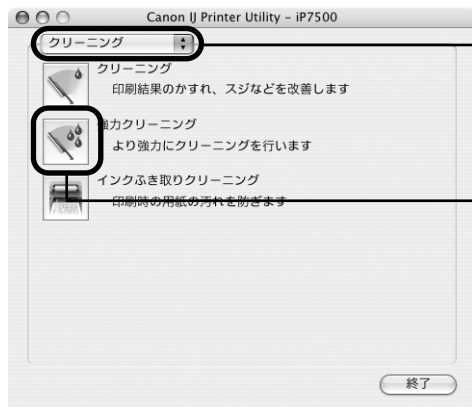 Canon IJ Printer Utility – iP7500
クリーニング
クリーニング
印刷結果のかすれ、スジなどを改善します
強力クリーニング
より強力にクリーニングを行います
インクふき取りクリーニング
印刷時の用紙の汚れを防ぎます
終了